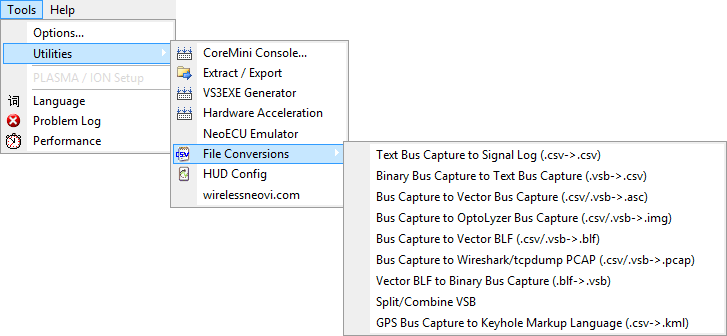 Tools Help
Options...
Utilities
PLASMA / ION Setup
词 Language
Problem Log
Performance
CoreMini Console...
Extract / Export
VS3EXE Generator
Hardware Acceleration
NeoECU Emulator
CSV File Conversions
HUD Config
wirelessneovi.com
Text Bus Capture to Signal Log (.csv->.csv)
Binary Bus Capture to Text Bus Capture (.vsb->.csv)
Bus Capture to Vector Bus Capture (.csv/.vsb->.asc)
Bus Capture to OptoLyzer Bus Capture (.csv/.vsb->.img)
Bus Capture to Vector BLF (.csv/.vsb->.blf)
Bus Capture to Wireshark/tcpdump PCAP (.csv/.vsb->.pcap)
Vector BLF to Binary Bus Capture (.blf->.vsb)
Split/Combine VSB
GPS Bus Capture to Keyhole Markup Language (.csv->.kml)